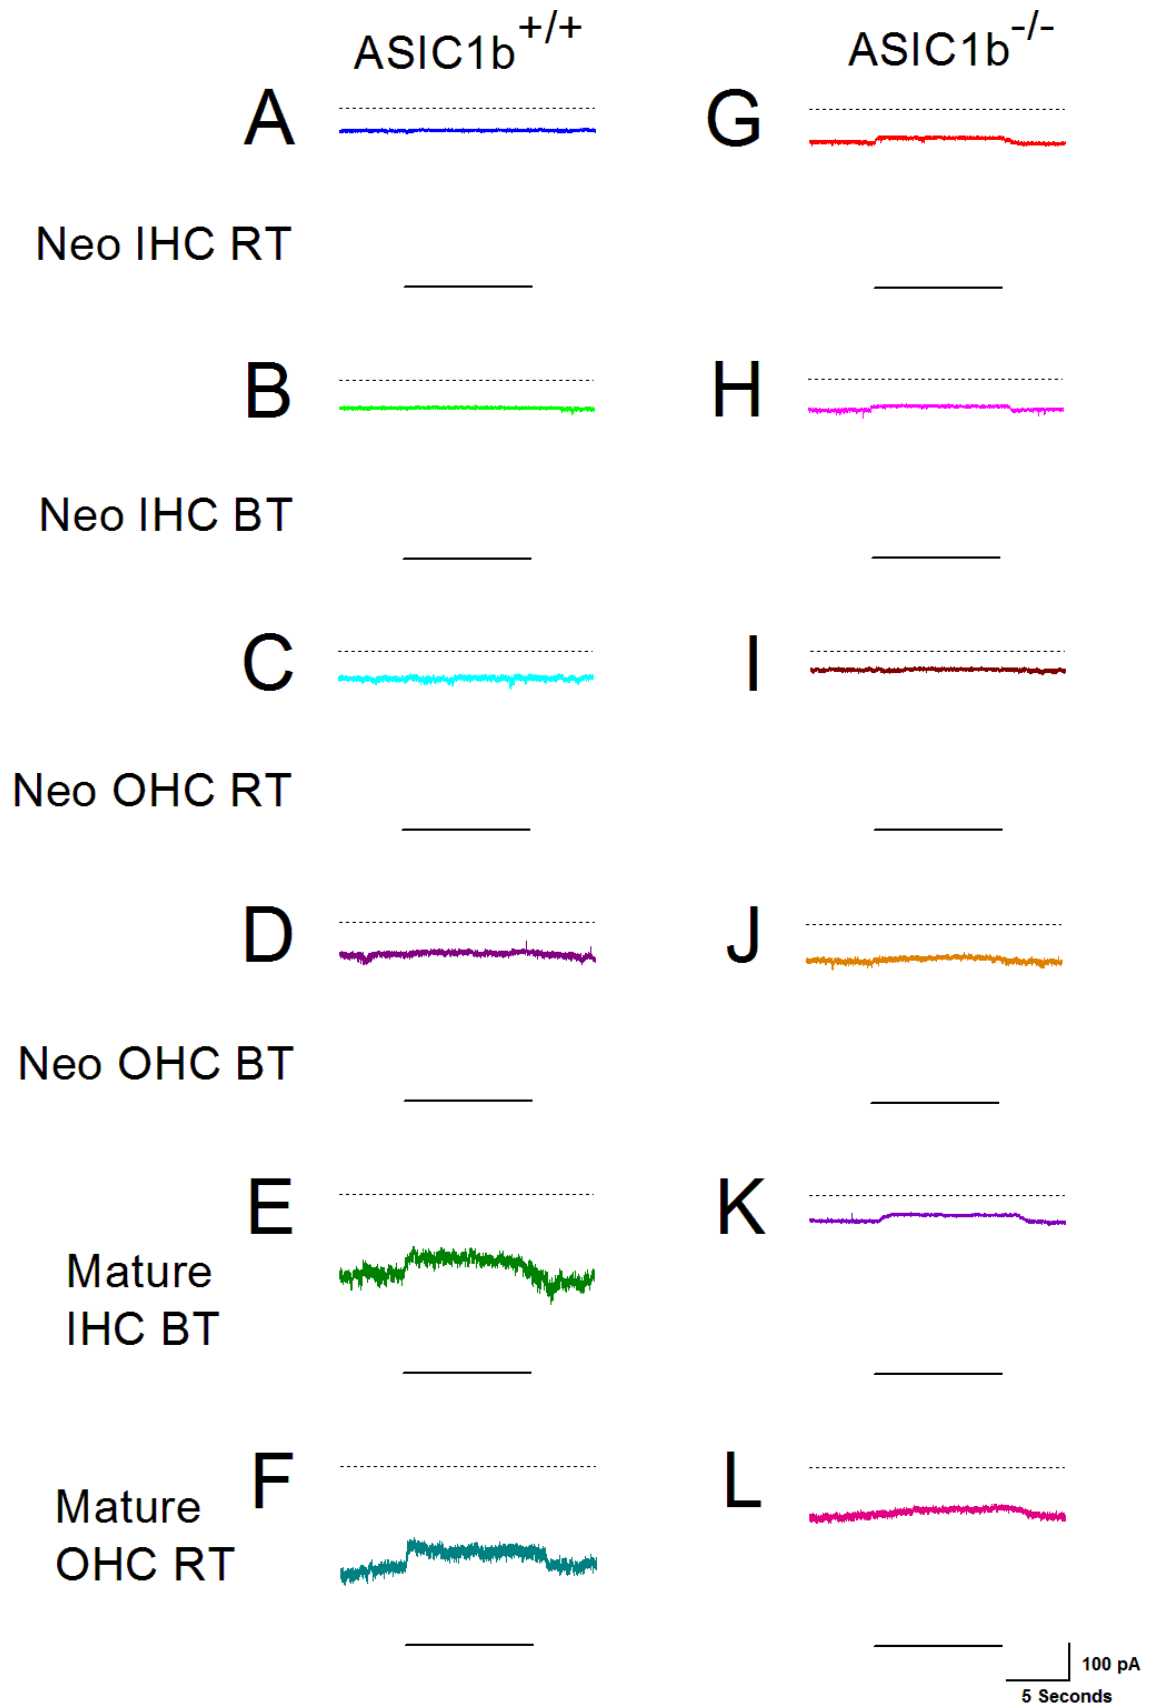 ASIC1b+/+ ASIC1b-/-
A G
Neo IHC RT
B H
Neo IHC BT
C I
Neo OHC RT
D J
Neo OHC BT
E K
Mature
IHC BT
F L
Mature
OHC RT
100 pA
5 Seconds